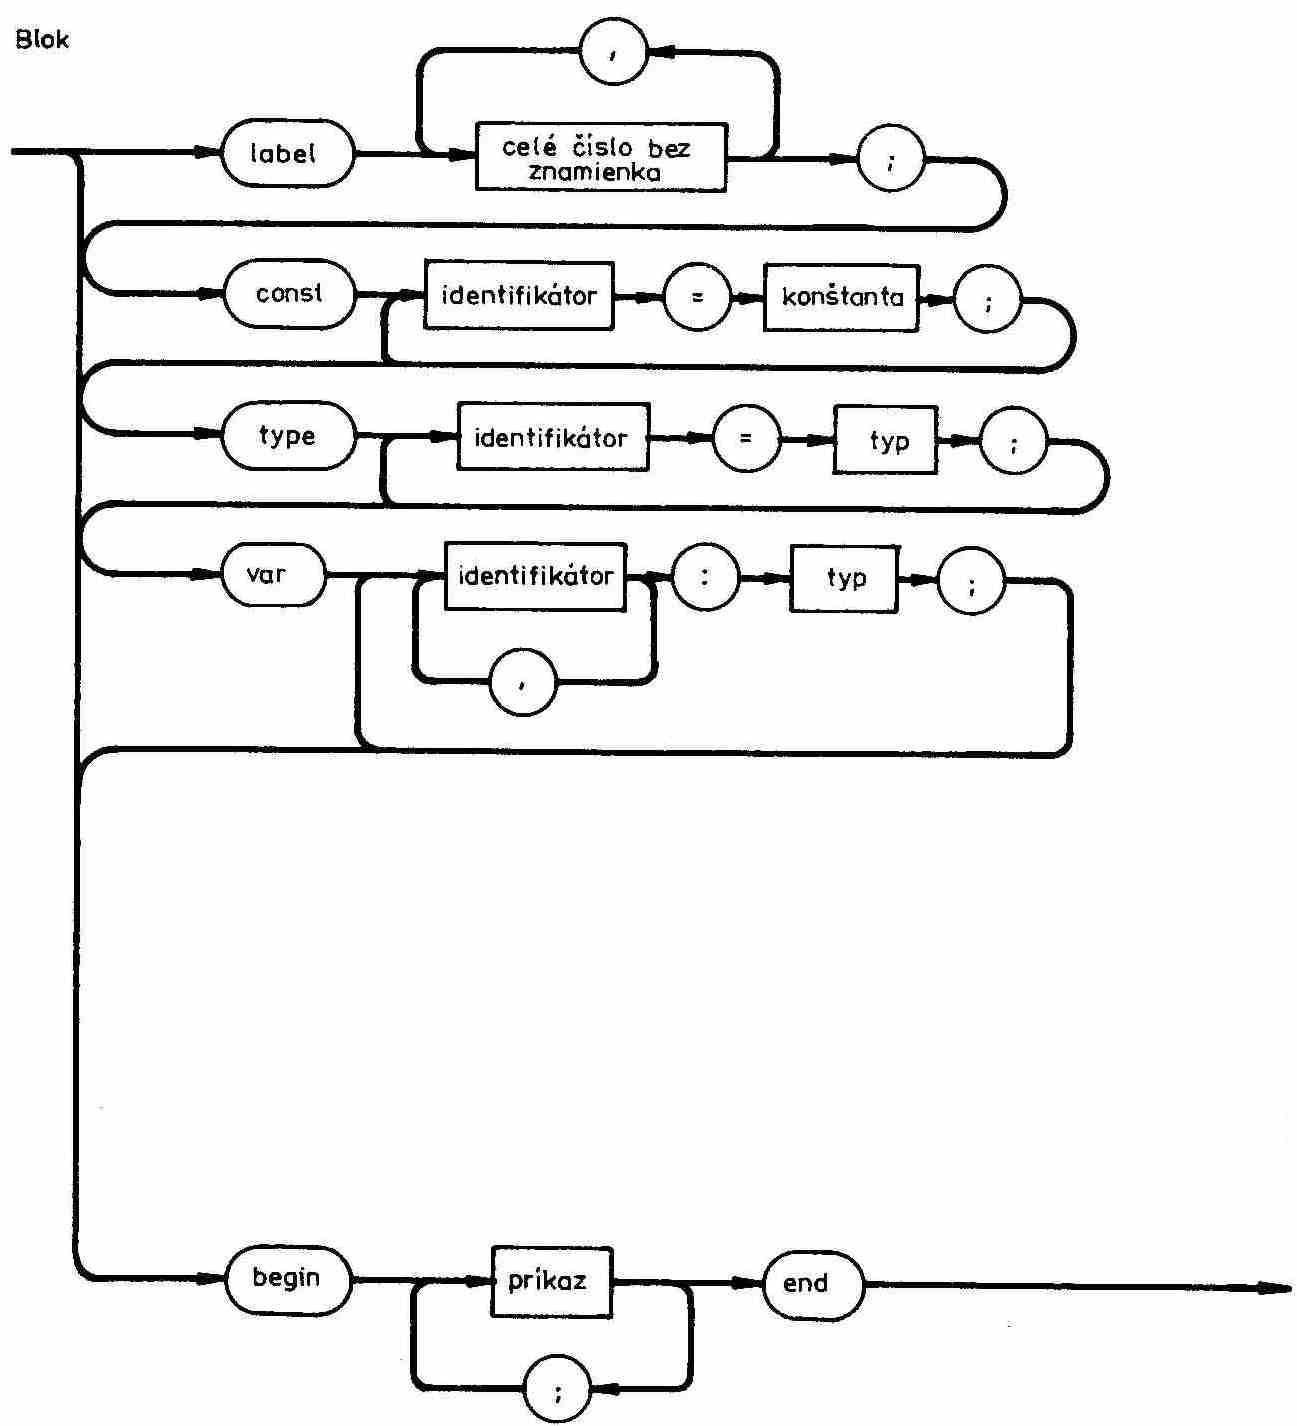 Blok
,
label
celé číslo bez
znamienka
;
const
identifikátor
=
konštanta
;
type
identifikátor
=
typ
;
var
identifikátor
:
typ
;
,
begin
príkaz
end
;